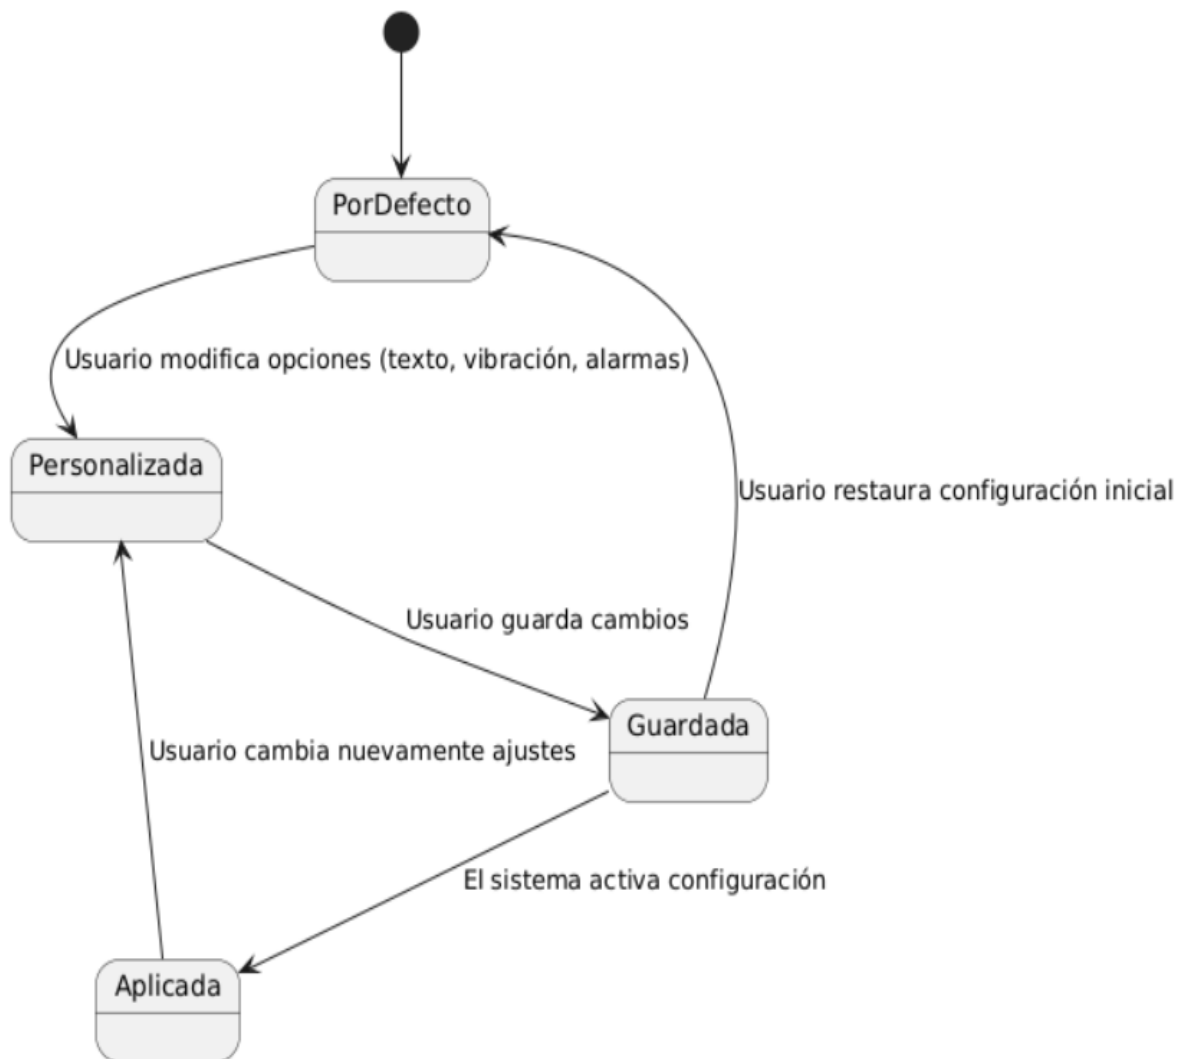 PorDefecto
Usuario modifica opciones (texto, vibración, alarmas)
Personalizada
Usuario restaura configuración inicial
Usuario guarda cambios
Guardada
Usuario cambia nuevamente ajustes
El sistema activa configuración
Aplicada